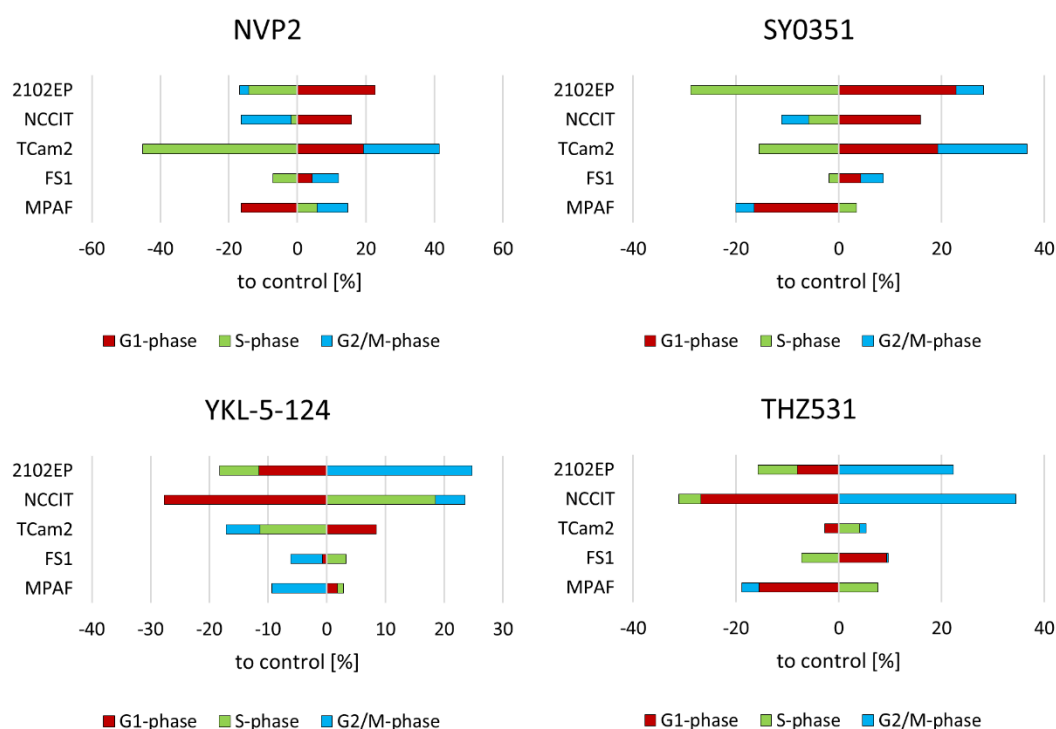 NVP2
2102EP
NCCIT
TCam2
FS1
MPAF
-60 -40 -20 0 20 40 60
to control [%]
G1-phase S-phase G2/M-phase
SY0351
2102EP
NCCIT
TCam2
FS1
MPAF
-40 -20 0 20 40
to control [%]
G1-phase S-phase G2/M-phase
YKL-5-124
2102EP
NCCIT
TCam2
FS1
MPAF
-40 -30 -20 -10 0 10 20 30
to control [%]
G1-phase S-phase G2/M-phase
THZ531
2102EP
NCCIT
TCam2
FS1
MPAF
-40 -20 0 20 40
to control [%]
G1-phase S-phase G2/M-phase